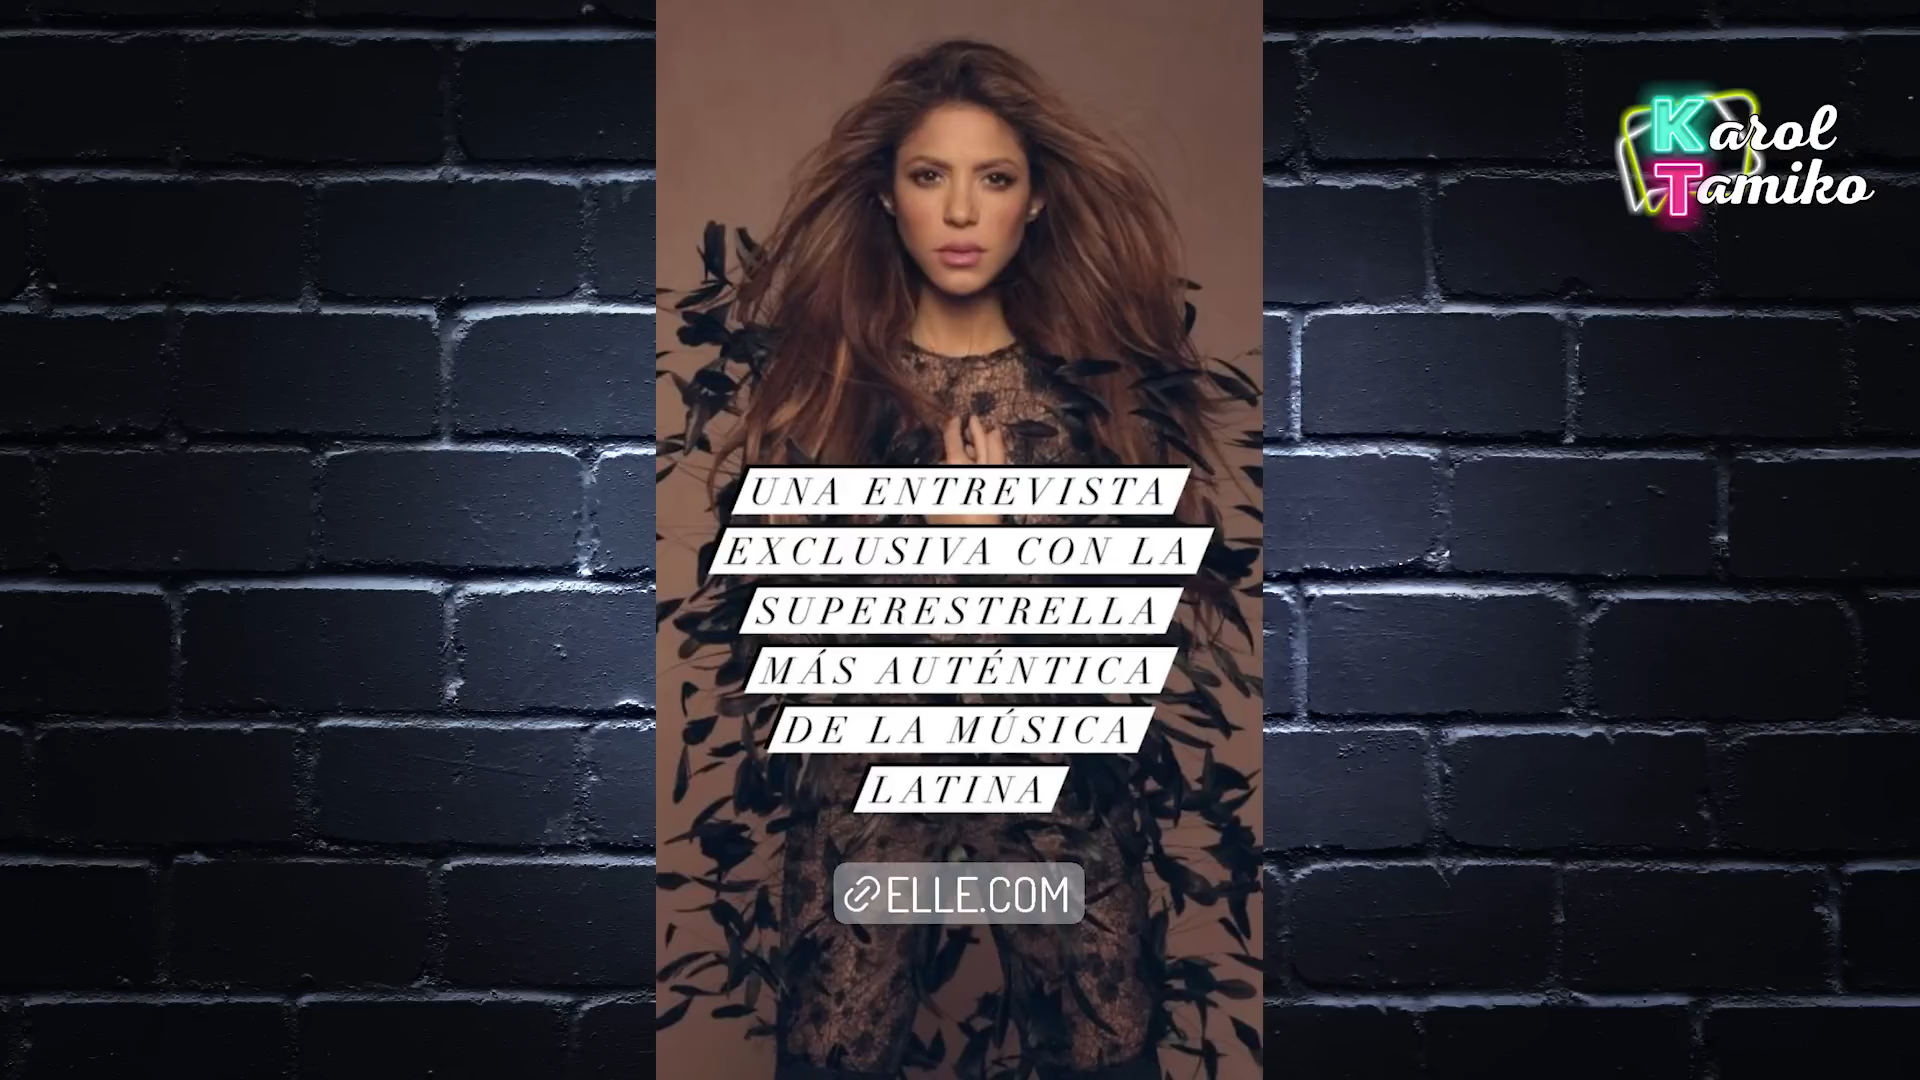 Karol
Tamiko
UNA ENTREVISTA
EXCLUSIVA CON LA
SUPERESTRELLA
MÁS AUTÉNTICA
DE LA MÚSICA
LATINA
ELLE.COM